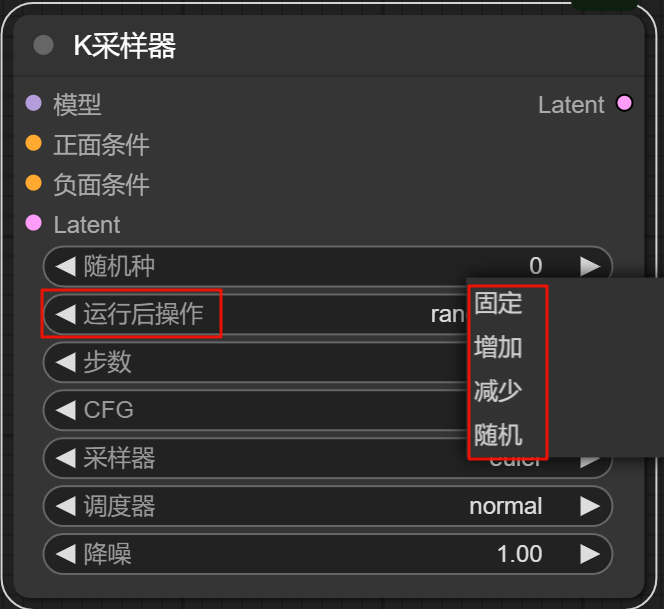 K采样器
模型 Latent
正面条件
负面条件
Latent
随机种 0
运行后操作 ran
固定
增加
步数
减少
CFG
随机
采样器 euler
调度器 normal
降噪 1.00